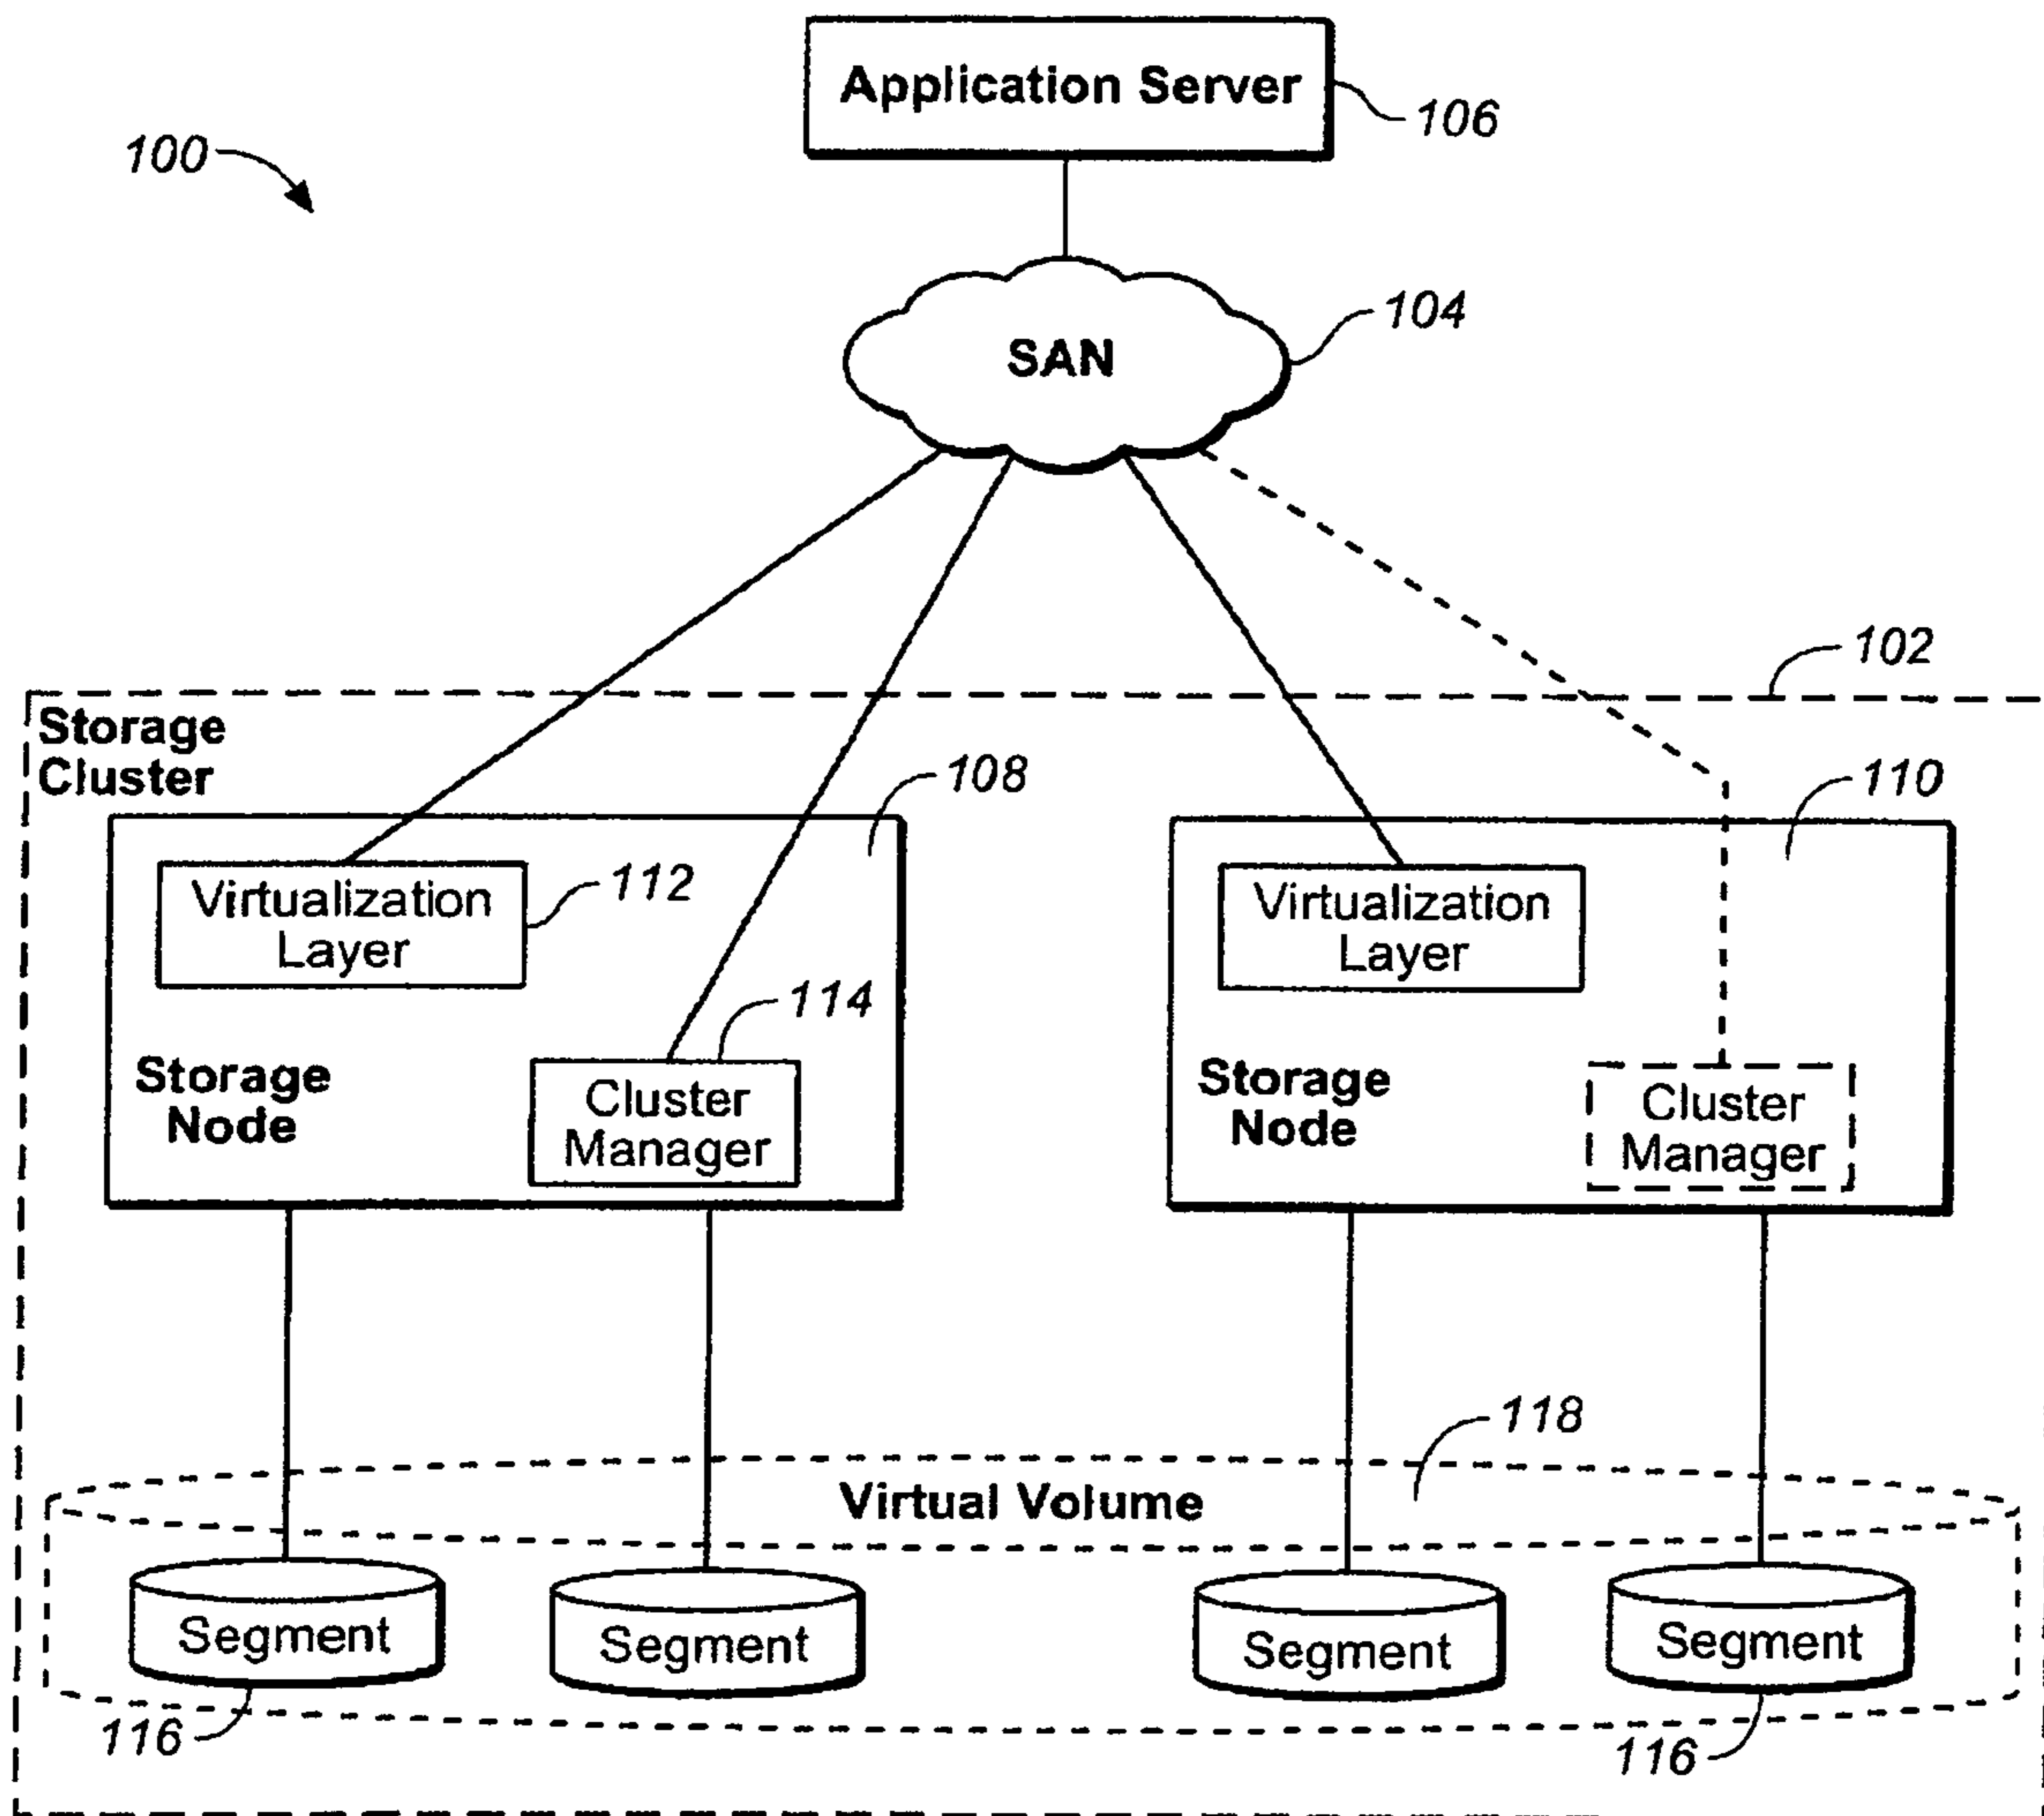 Application Server
106
100
SAN
104
102
Storage
Cluster
108
110
Virtualization
Layer
112
Virtualization
Layer
114
Storage
Node
Cluster
Manager
Storage
Node
Cluster
Manager
118
Virtual Volume
Segment
Segment
Segment
Segment
116
116